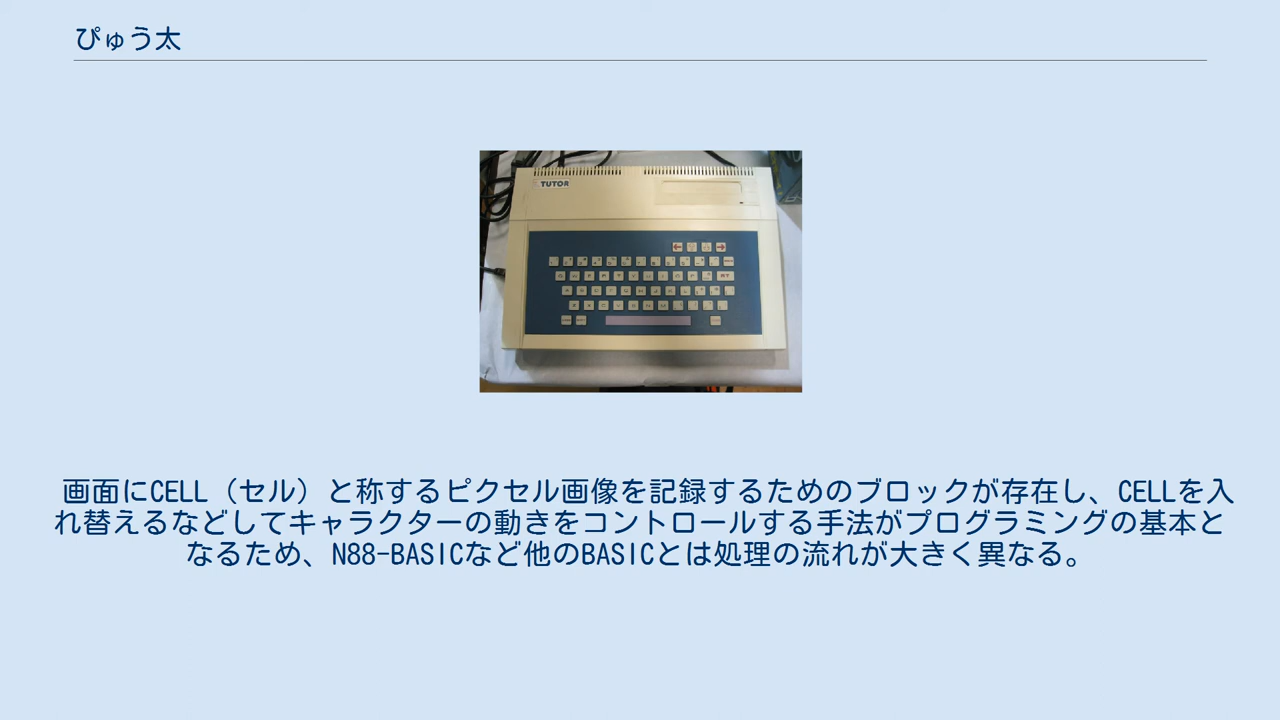 ぴゅう太
TUTOR
画面にCELL（セル）と称するピクセル画像を記録するためのブロックが存在し、CELLを入
れ替えるなどしてキャラクターの動きをコントロールする手法がプログラミングの基本と
なるため、N88-BASICなど他のBASICとは処理の流れが大きく異なる。